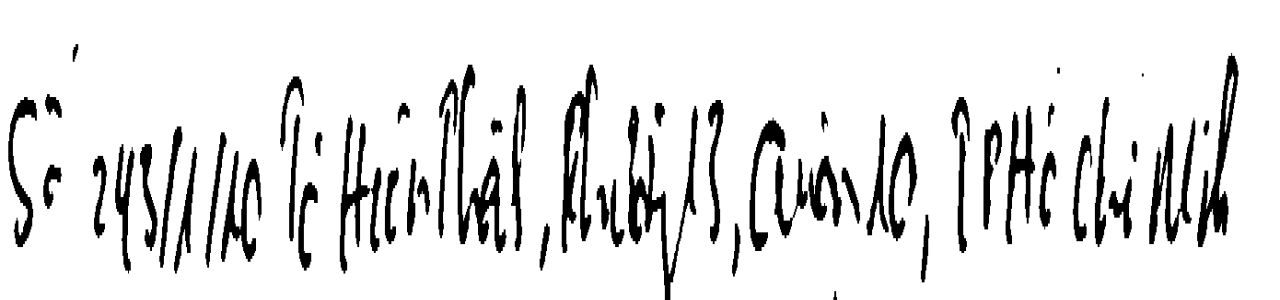 Số 243/1/10 Tô Hiến Thành, Phường 13, Quận 10, TP Hồ Chí Minh